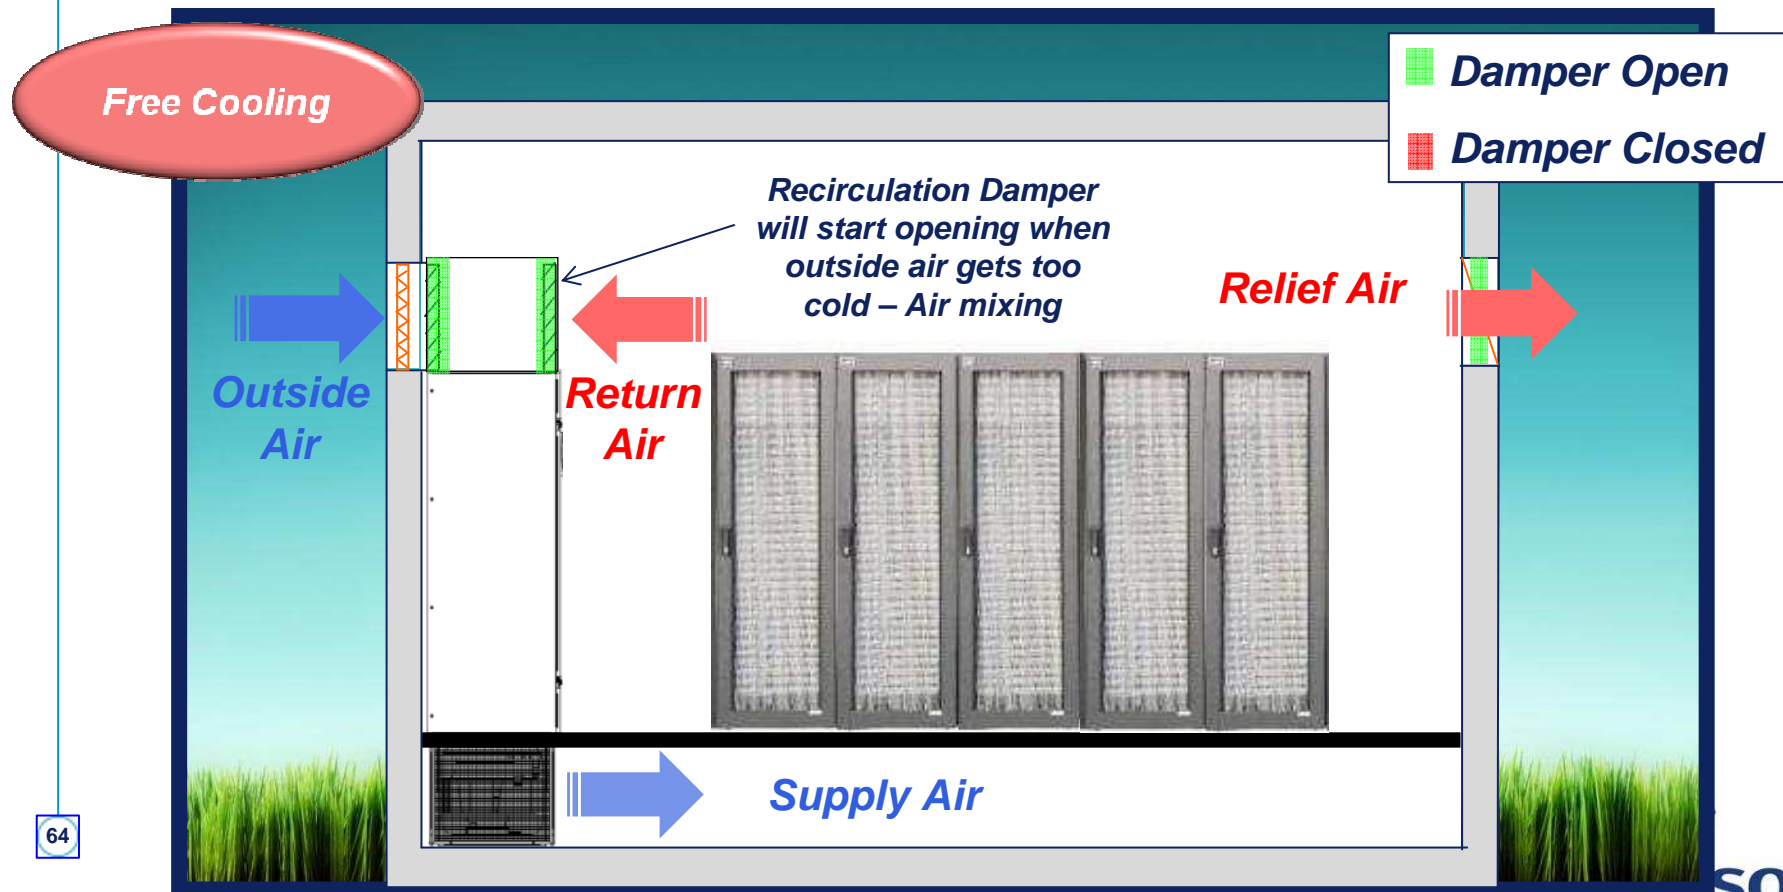 Free Cooling
Damper Open
Damper Closed
Recirculation Damper
will start opening when
outside air gets too
cold – Air mixing
Relief Air
Outside
Air
Return
Air
Supply Air
64
so